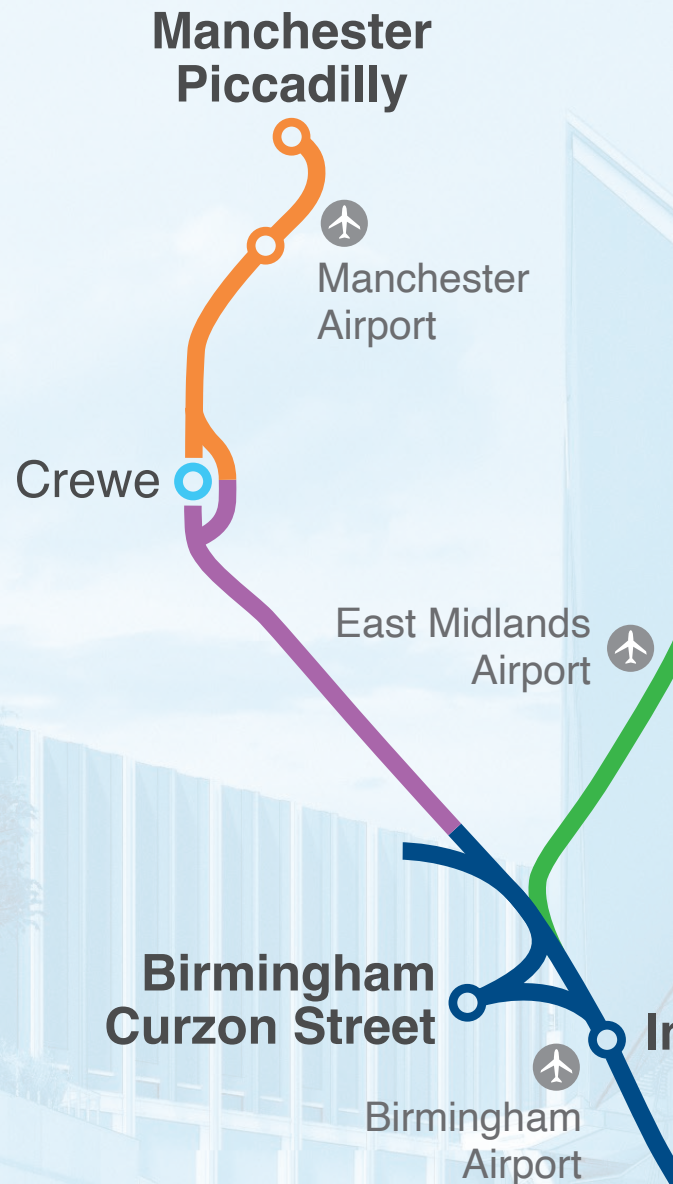 Manchester
Piccadilly
Manchester
Airport
Crewe
East Midlands
Airport
Birmingham
Curzon Street
Birmingham
Airport